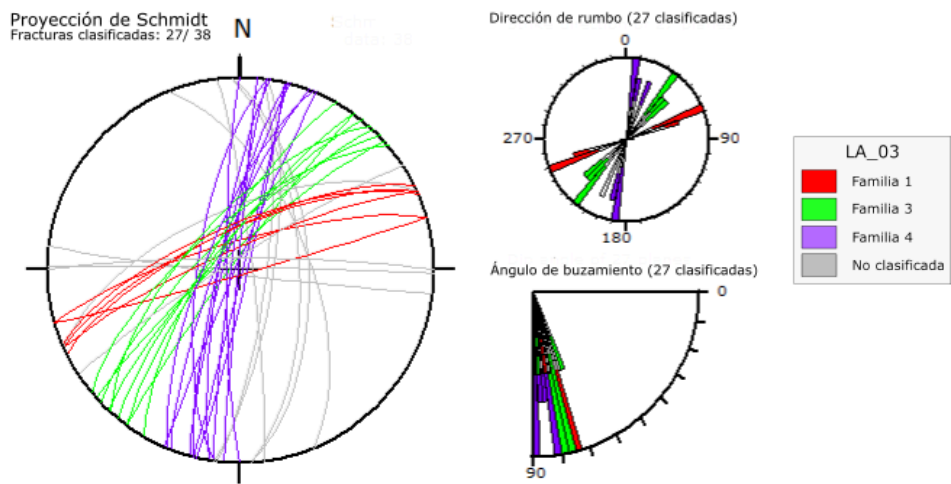 Proyección de Schmidt
Fracturas clasificadas: 27/ 38
N
Dirección de rumbo (27 clasificadas)
0
270
90
180
Ángulo de buzamiento (27 clasificadas)
0
90
LA_03
Familia 1
Familia 3
Familia 4
No clasificada